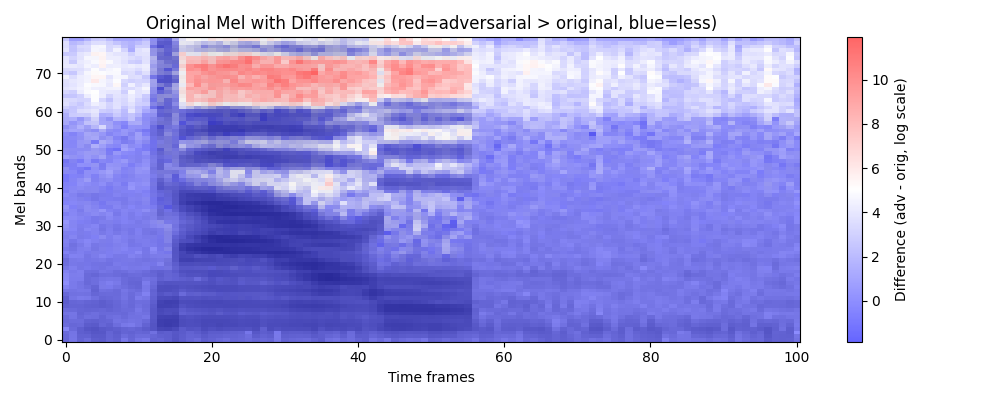 Original Mel with Differences (red=adversarial > original, blue=less)
Mel bands
70
60
50
40
30
20
10
0
0 20 40 60 80 100
Time frames
10
8
6
4
2
0
Difference (adv - orig, log scale)